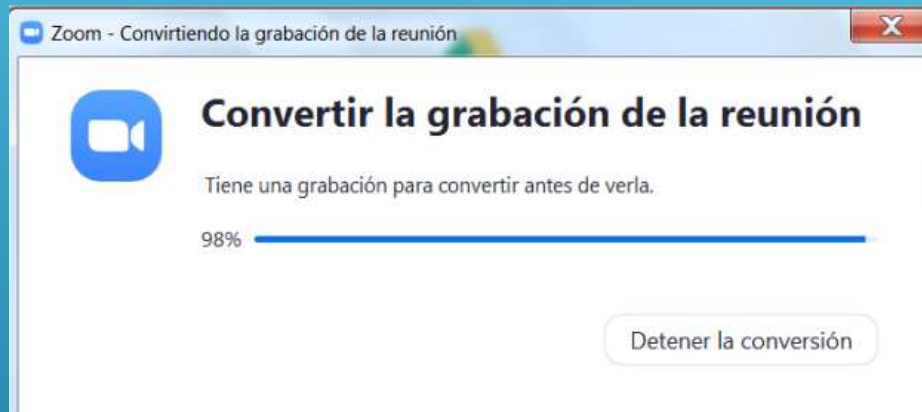 Zoom - Convirtiendo la grabación de la reunión
Convertir la grabación de la reunión
Tiene una grabación para convertir antes de verla.
98%
Detener la conversión